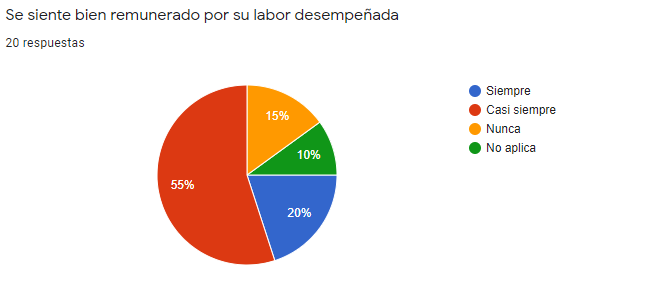 Se siente bien remunerado por su labor desempeñada
20 respuestas
Siempre
Casi siempre
Nunca
No aplica
15%
10%
55%
20%